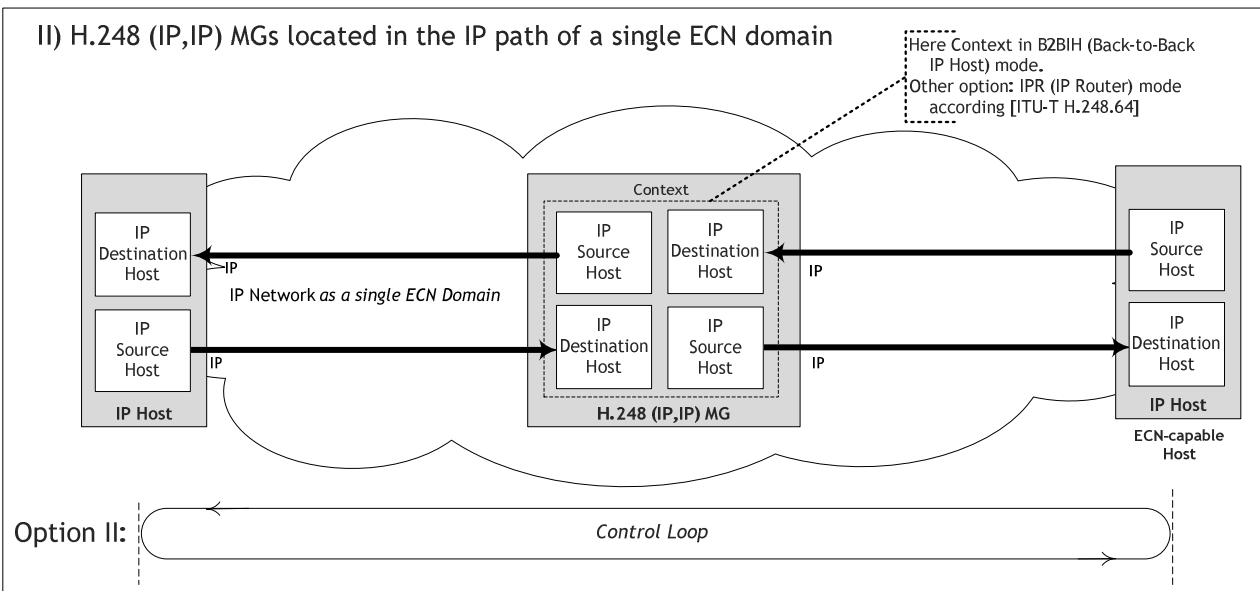 II) H.248 (IP,IP) MGs located in the IP path of a single ECN domain
Here Context in B2BIH (Back-to-Back
IP Host) mode.
Other option: IPR (IP Router) mode
according [ITU-T H.248.64]
IP
Destination
Host
IP
Source
Host
IP Host
IP
IP Network as a single ECN Domain
IP
Context
IP
Source
Host
IP
Destination
Host
IP
Destination
Host
IP
Source
Host
H.248 (IP,IP) MG
IP
IP
IP
Source
Host
IP
Destination
Host
IP Host
ECN-capable
Host
Option II:
Control Loop